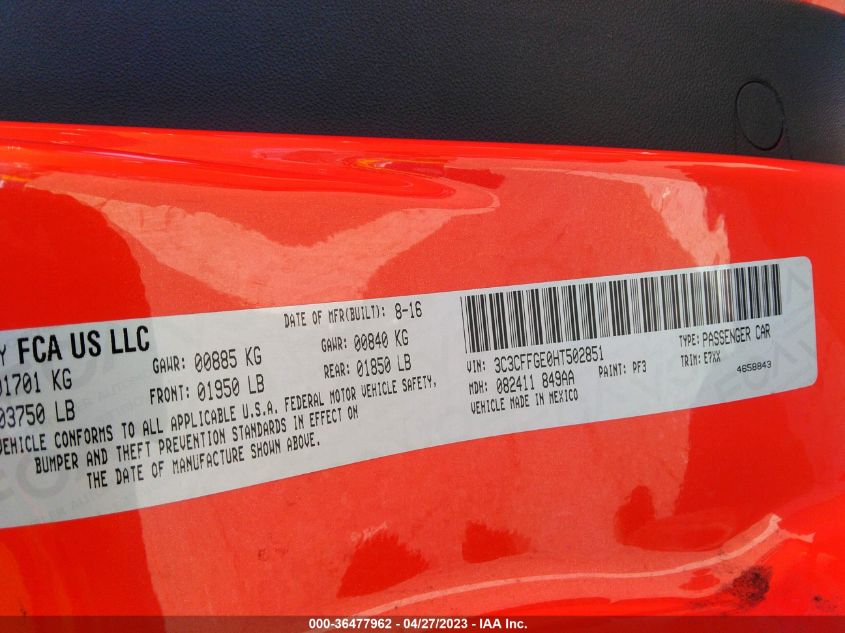 Y FCA US LLC
DATE OF MFR(BUILT): 8-16
01701 KG
GAWR: 00885 KG
00840 KG
03750 LB
FRONT: 01950 LB
REAR: 01850 LB
VEHICLE CONFORMS TO ALL APPLICABLE U.S.A. FEDERAL MOTOR VEHICLE SAFETY,
BUMPER AND THEFT PREVENTION STANDARDS IN EFFECT ON
THE DATE OF MANUFACTURE SHOWN ABOVE.
VIN: 3C3CFFGE0HT502851
TYPE: PASSENGER CAR
MDH: 082411 849AA
PAINT: PF3
TRIM: E7XX
VEHICLE MADE IN MEXICO
4658843
000-36477962 - 04/27/2023 - IAA Inc.